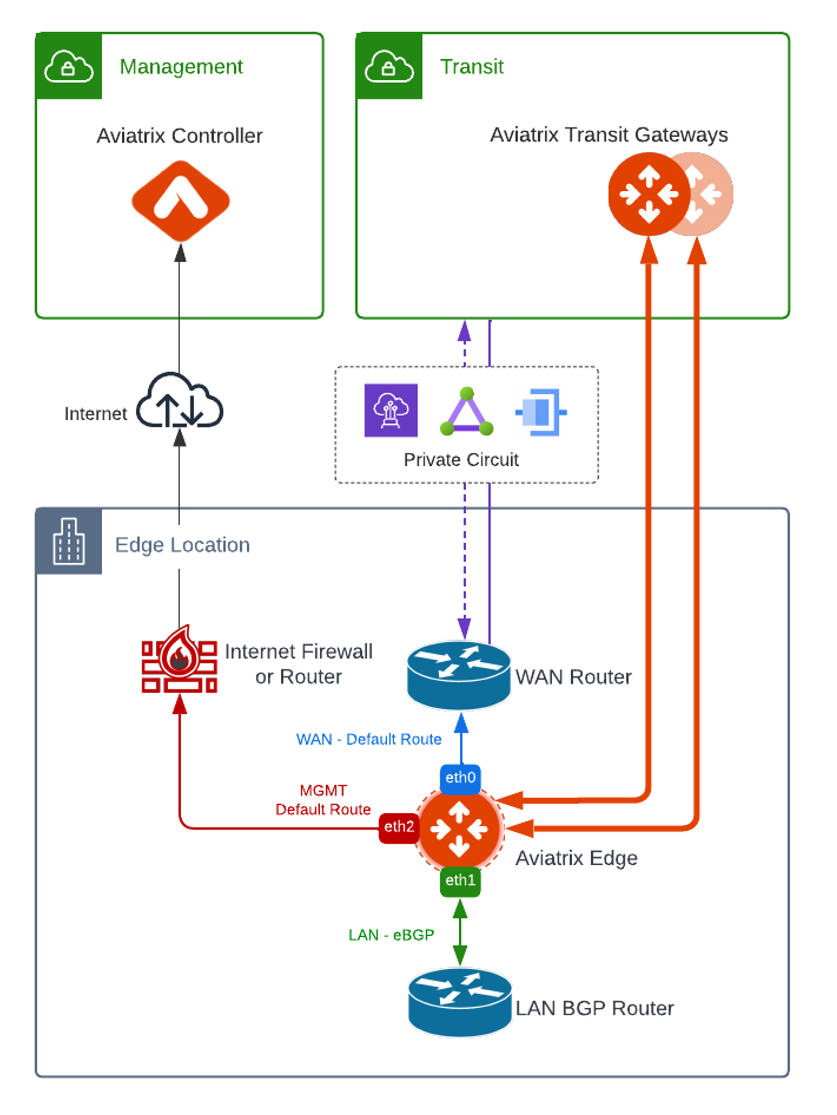 Management
Transit
Aviatrix Controller
Aviatrix Transit Gateways
Internet
Private Circuit
Edge Location
Internet Firewall
or Router
WAN Router
WAN - Default Route
eth0
MGMT
Default Route
eth2
Aviatrix Edge
eth1
LAN - eBGP
LAN BGP Router